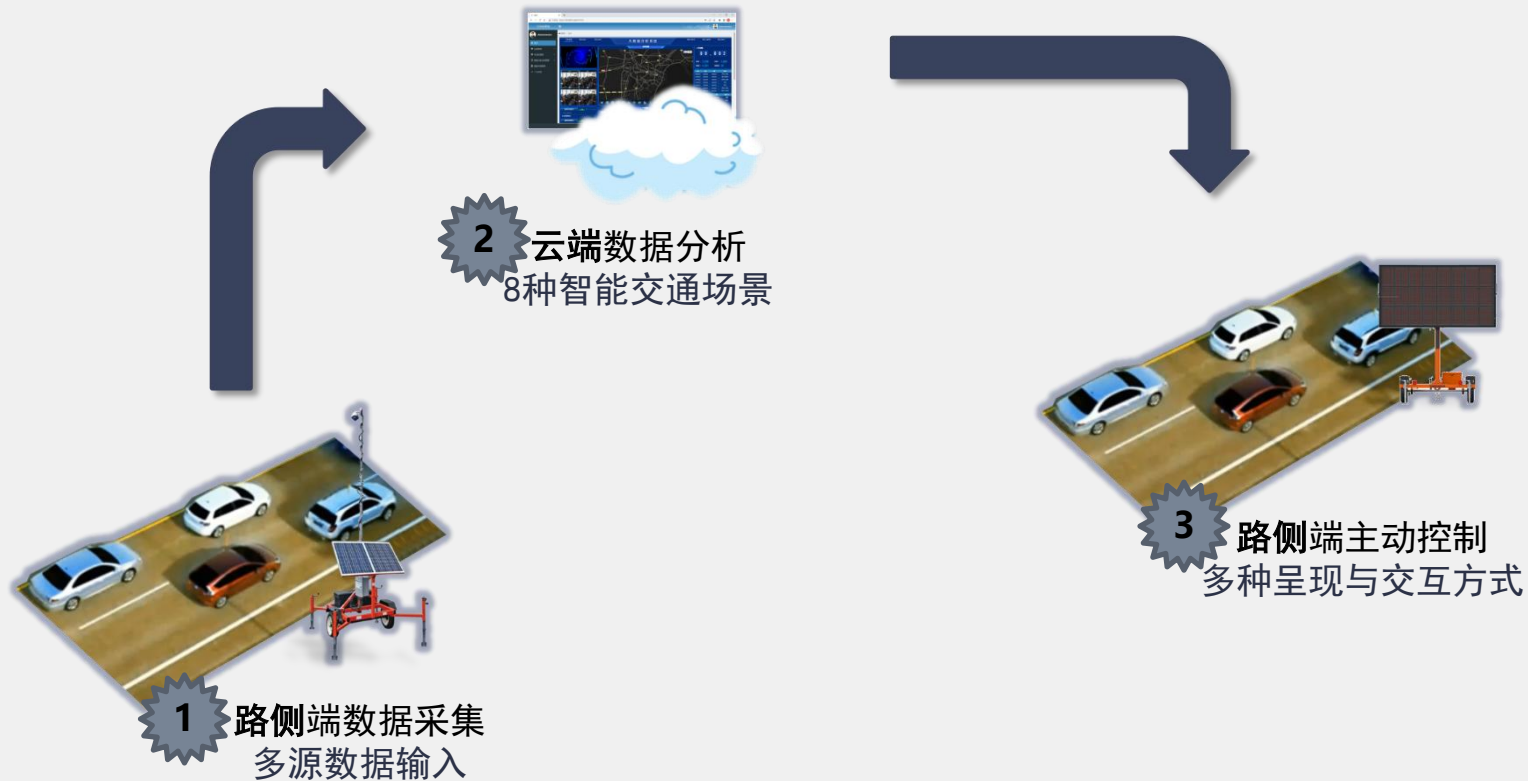 1
路侧端数据采集
多源数据输入
2
云端数据分析
8种智能交通场景
3
路侧端主动控制
多种呈现与交互方式